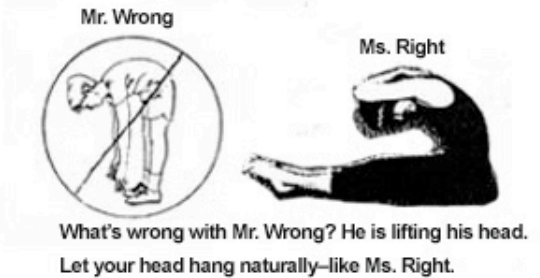 Mr. Wrong
Ms. Right
What's wrong with Mr. Wrong? He is lifting his head.
Let your head hang naturally–like Ms. Right.